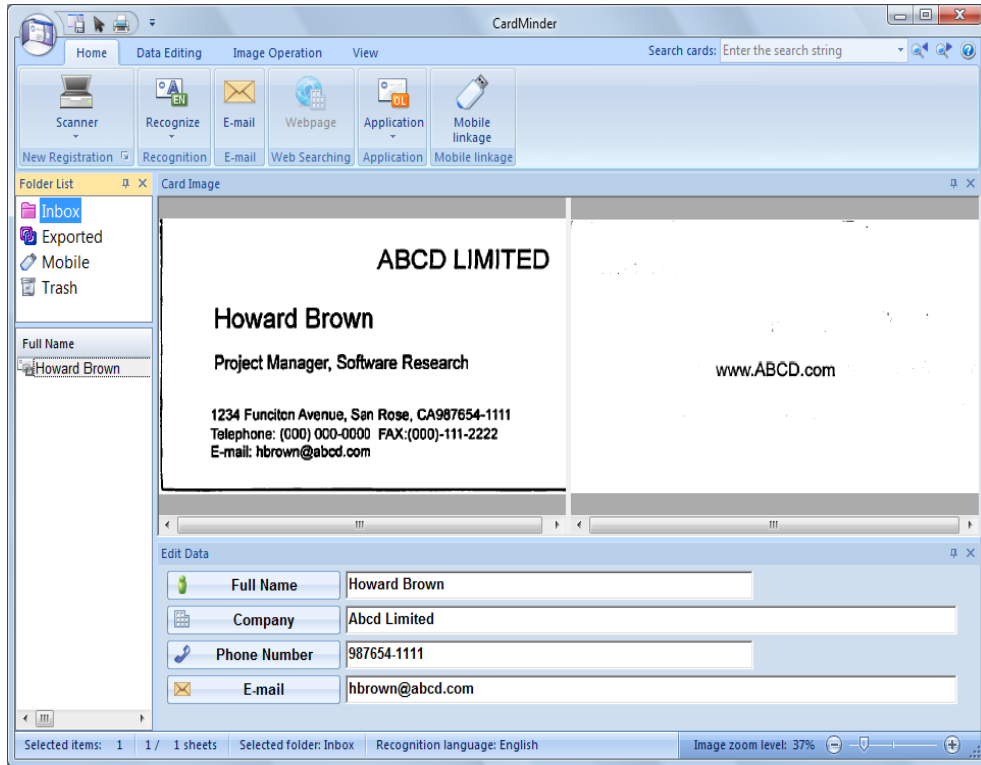 CardMinder
Home Data Editing Image Operation View Search cards: Enter the search string
EN OL
Scanner Recognize E-mail Webpage Application Mobile linkage
New Registration Recognition E-mail Web Searching Application Mobile linkage
Folder List Card Image
Inbox
Exported
Mobile
Trash
Full Name
Howard Brown
ABCD LIMITED
Howard Brown
Project Manager, Software Research
1234 Funciton Avenue, San Rose, CA987654-1111
Telephone: (000) 000-0000 FAX:(000)-111-2222
E-mail: hbrown@abcd.com
www.ABCD.com
Edit Data
Full Name Howard Brown
Company Abcd Limited
Phone Number 987654-1111
E-mail hbrown@abcd.com
Selected items: 1 1 / 1 sheets Selected folder: Inbox Recognition language: English Image zoom level: 37%